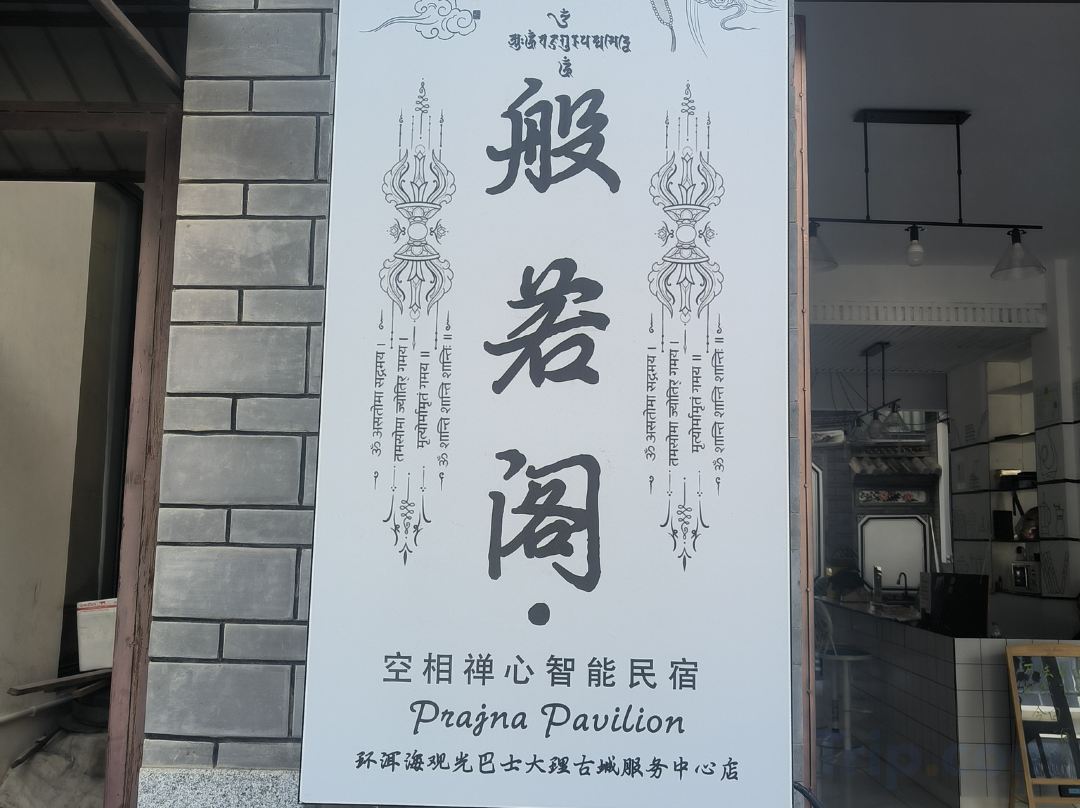 般若阁
ॐ असतोमा सद्गमय।
तमसोमा ज्योतिर् गमय।
मृत्योर्मामृतं गमय॥
ॐ शान्ति शान्ति शान्तिः॥
ॐ असतोमा सद्गमय।
तमसोमा ज्योतिर् गमय।
मृत्योर्मामृतं गमय॥
ॐ शान्ति शान्ति शान्तिः॥
空相禅心智能民宿
Prajna Pavilion
环洱海观光巴士大理古城服务中心店
Trip.com